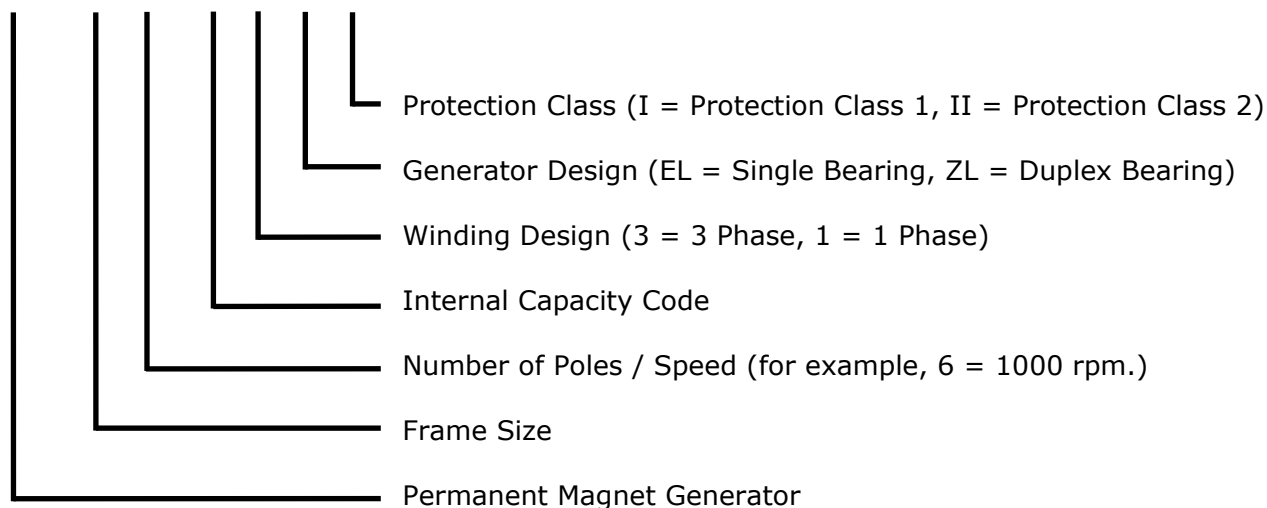 Protection Class (I = Protection Class 1, II = Protection Class 2)
Generator Design (EL = Single Bearing, ZL = Duplex Bearing)
Winding Design (3 = 3 Phase, 1 = 1 Phase)
Internal Capacity Code
Number of Poles / Speed (for example, 6 = 1000 rpm.)
Frame Size
Permanent Magnet Generator